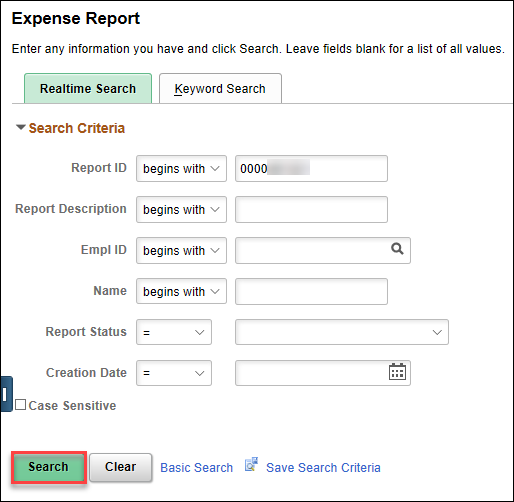 Expense Report
Enter any information you have and click Search. Leave fields blank for a list of all values.
Realtime Search Keyword Search
Search Criteria
Report ID begins with 0000
Report Description begins with
Empl ID begins with
Name begins with
Report Status =
Creation Date =
Case Sensitive
Search Clear Basic Search Save Search Criteria